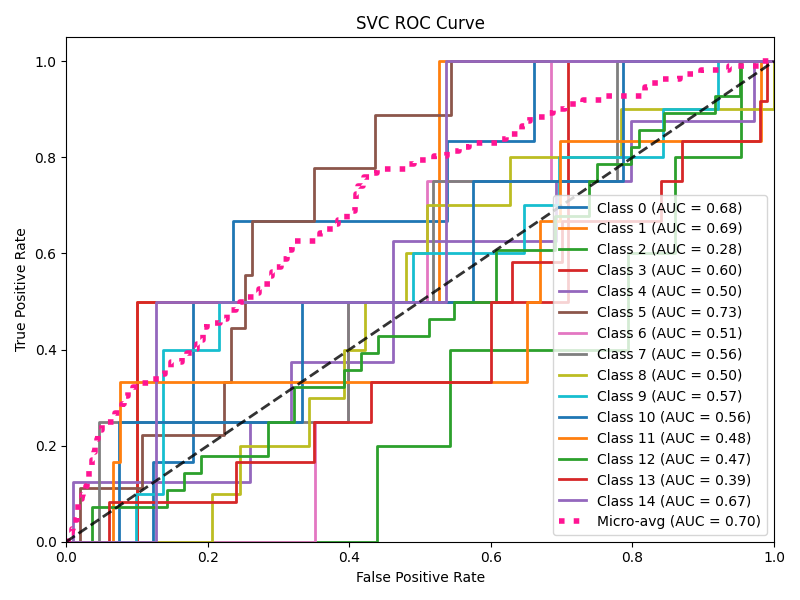 SVC ROC Curve
True Positive Rate
1.0
0.8
0.6
0.4
0.2
0.0
0.0 0.2 0.4 0.6 0.8 1.0
False Positive Rate
Class 0 (AUC = 0.68)
Class 1 (AUC = 0.69)
Class 2 (AUC = 0.28)
Class 3 (AUC = 0.60)
Class 4 (AUC = 0.50)
Class 5 (AUC = 0.73)
Class 6 (AUC = 0.51)
Class 7 (AUC = 0.56)
Class 8 (AUC = 0.50)
Class 9 (AUC = 0.57)
Class 10 (AUC = 0.56)
Class 11 (AUC = 0.48)
Class 12 (AUC = 0.47)
Class 13 (AUC = 0.39)
Class 14 (AUC = 0.67)
Micro-avg (AUC = 0.70)